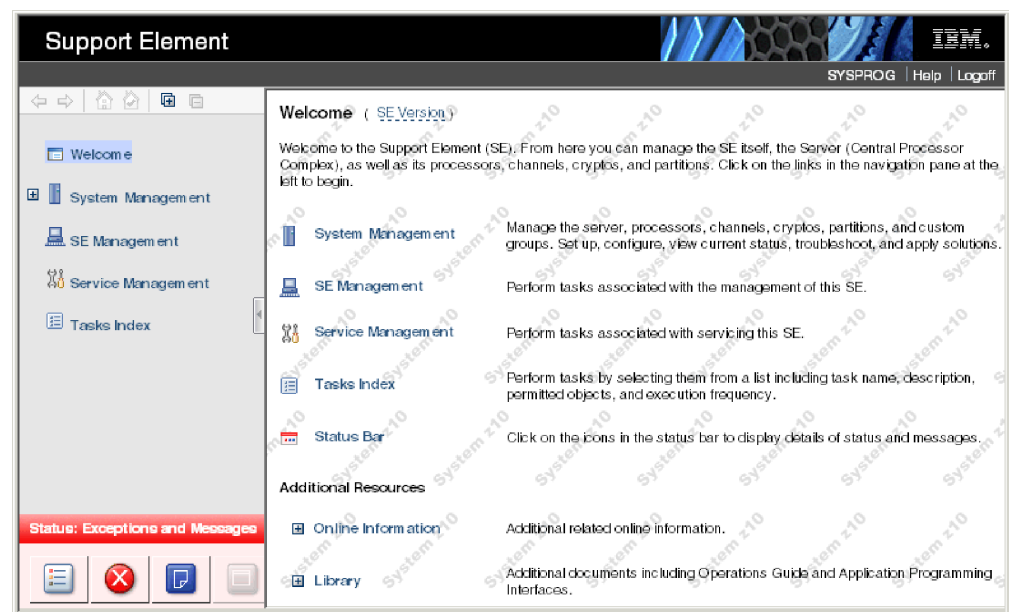 Support Element
IBM.
SYSPROG | Help | Logoff
Welcome
System Management
SE Management
Service Management
Tasks Index
Status: Exceptions and Messages
Welcome ( SE Version )
Welcome to the Support Element (SE). From here you can manage the SE itself, the Server (Central Processor
Complex), as well as its processors, channels, cryptos, and partitions. Click on the links in the navigation pane at the
left to begin.
System Management
Manage the server, processors, channels, cryptos, partitions, and custom
groups. Set up, configure, view current status, troubleshoot, and apply solutions.
SE Management
Perform tasks associated with the management of this SE.
Service Management
Perform tasks associated with servicing this SE.
Tasks Index
Perform tasks by selecting them from a list including task name, description,
permitted objects, and execution frequency.
Status Bar
Click on the icons in the status bar to display details of status and messages.
Additional Resources
Online Information
Additional related online information.
Library
Additional documents including Operations Guide and Application Programming
Interfaces.
System z10